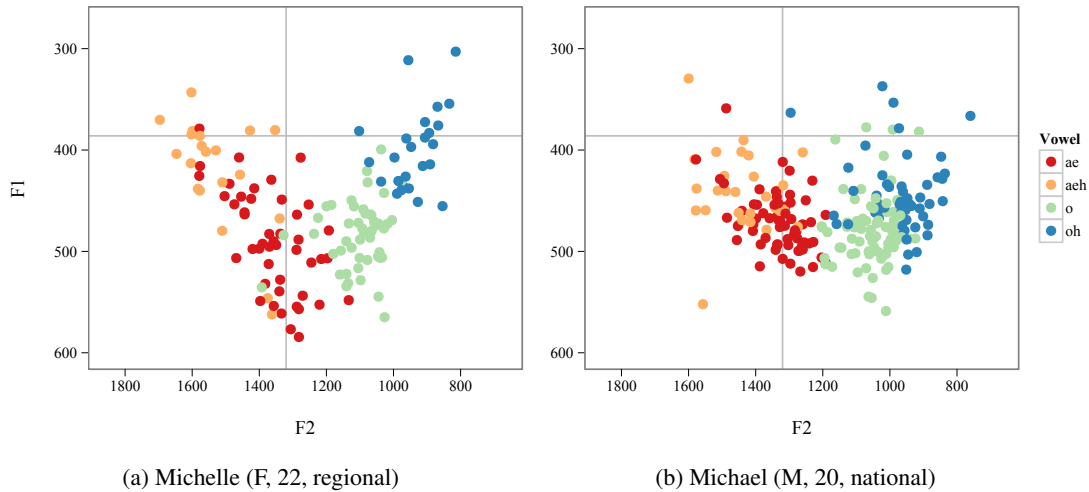 300
400
500
600
F1
1800 1600 1400 1200 1000 800
F2
(a) Michelle (F, 22, regional)
300
400
500
600
1800 1600 1400 1200 1000 800
F2
(b) Michael (M, 20, national)
Vowel
ae
aeh
o
oh